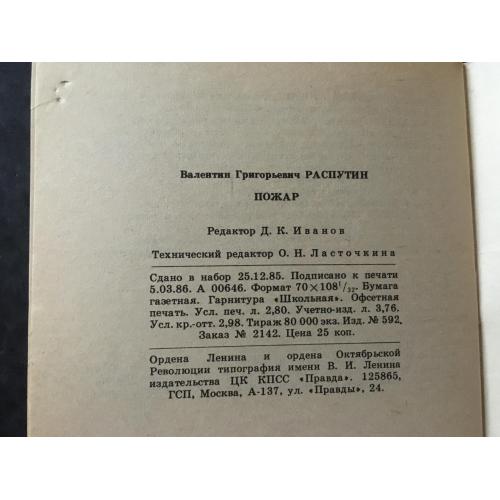 Валентин Григорьевич РАСПУТИН
ПОЖАР
Редактор Д. К. Иванов
Технический редактор О. Н. Ласточкина
Сдано в набор 25.12.85. Подписано к печати
5.03.86. А 00646. Формат 70×108¹/₃₂. Бумага
газетная. Гарнитура «Школьная». Офсетная
печать. Усл. печ. л. 2,80. Учетно-изд. л. 3,76.
Усл. кр.-отт. 2,98. Тираж 80 000 экз. Изд. № 592.
Заказ № 2142. Цена 25 коп.
Ордена Ленина и ордена Октябрьской
Революции типография имени В. И. Ленина
издательства ЦК КПСС «Правда». 125865,
ГСП, Москва, А-137, ул. «Правды», 24.